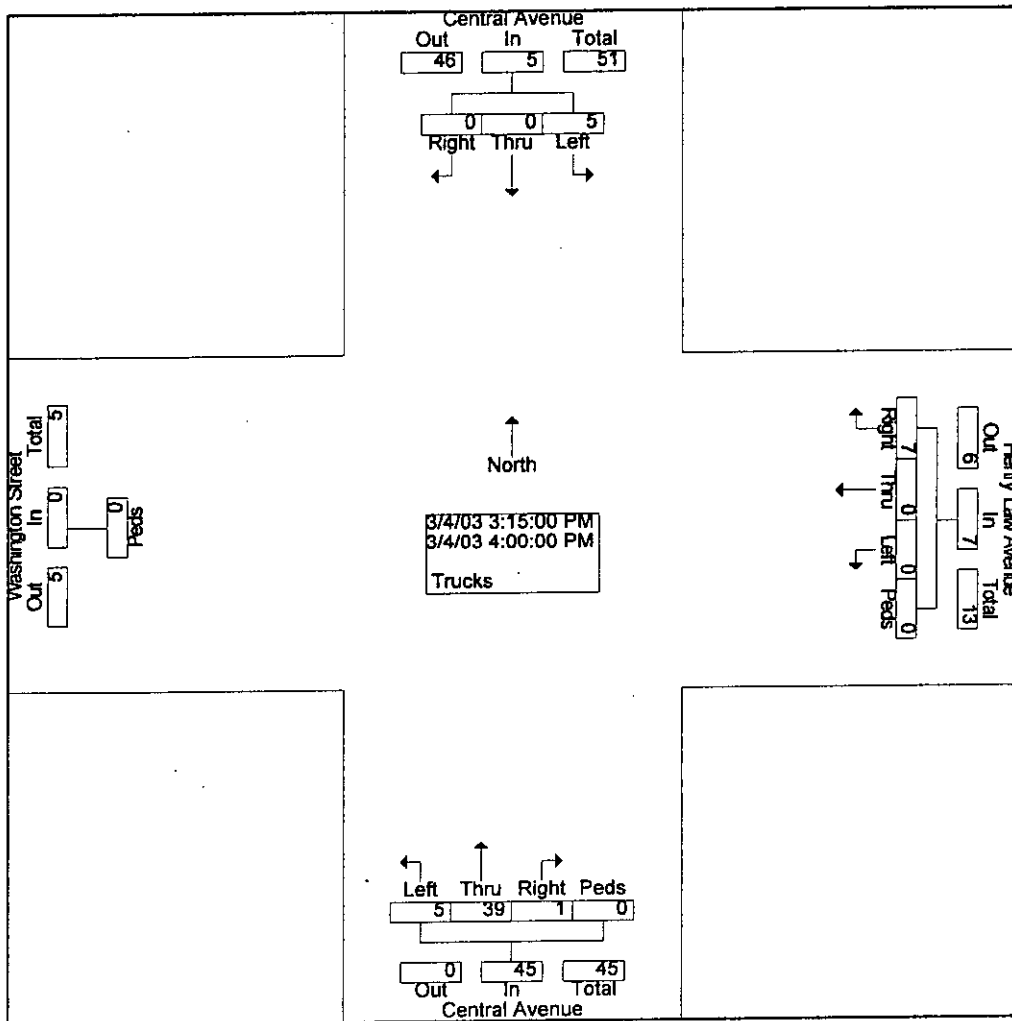 Central Avenue
Out In Total
46 5 51
0 0 5
Right Thru Left
Washington Street
Total In Out
5 0 5
0
Peds
North
3/4/03 3:15:00 PM
3/4/03 4:00:00 PM
Trucks
Right Thru Left Peds
7 0 0 0
Out In Total
6 7 13
Law Avenue
Left Thru Right Peds
5 39 1 0
0 45 45
Out In Total
Central Avenue